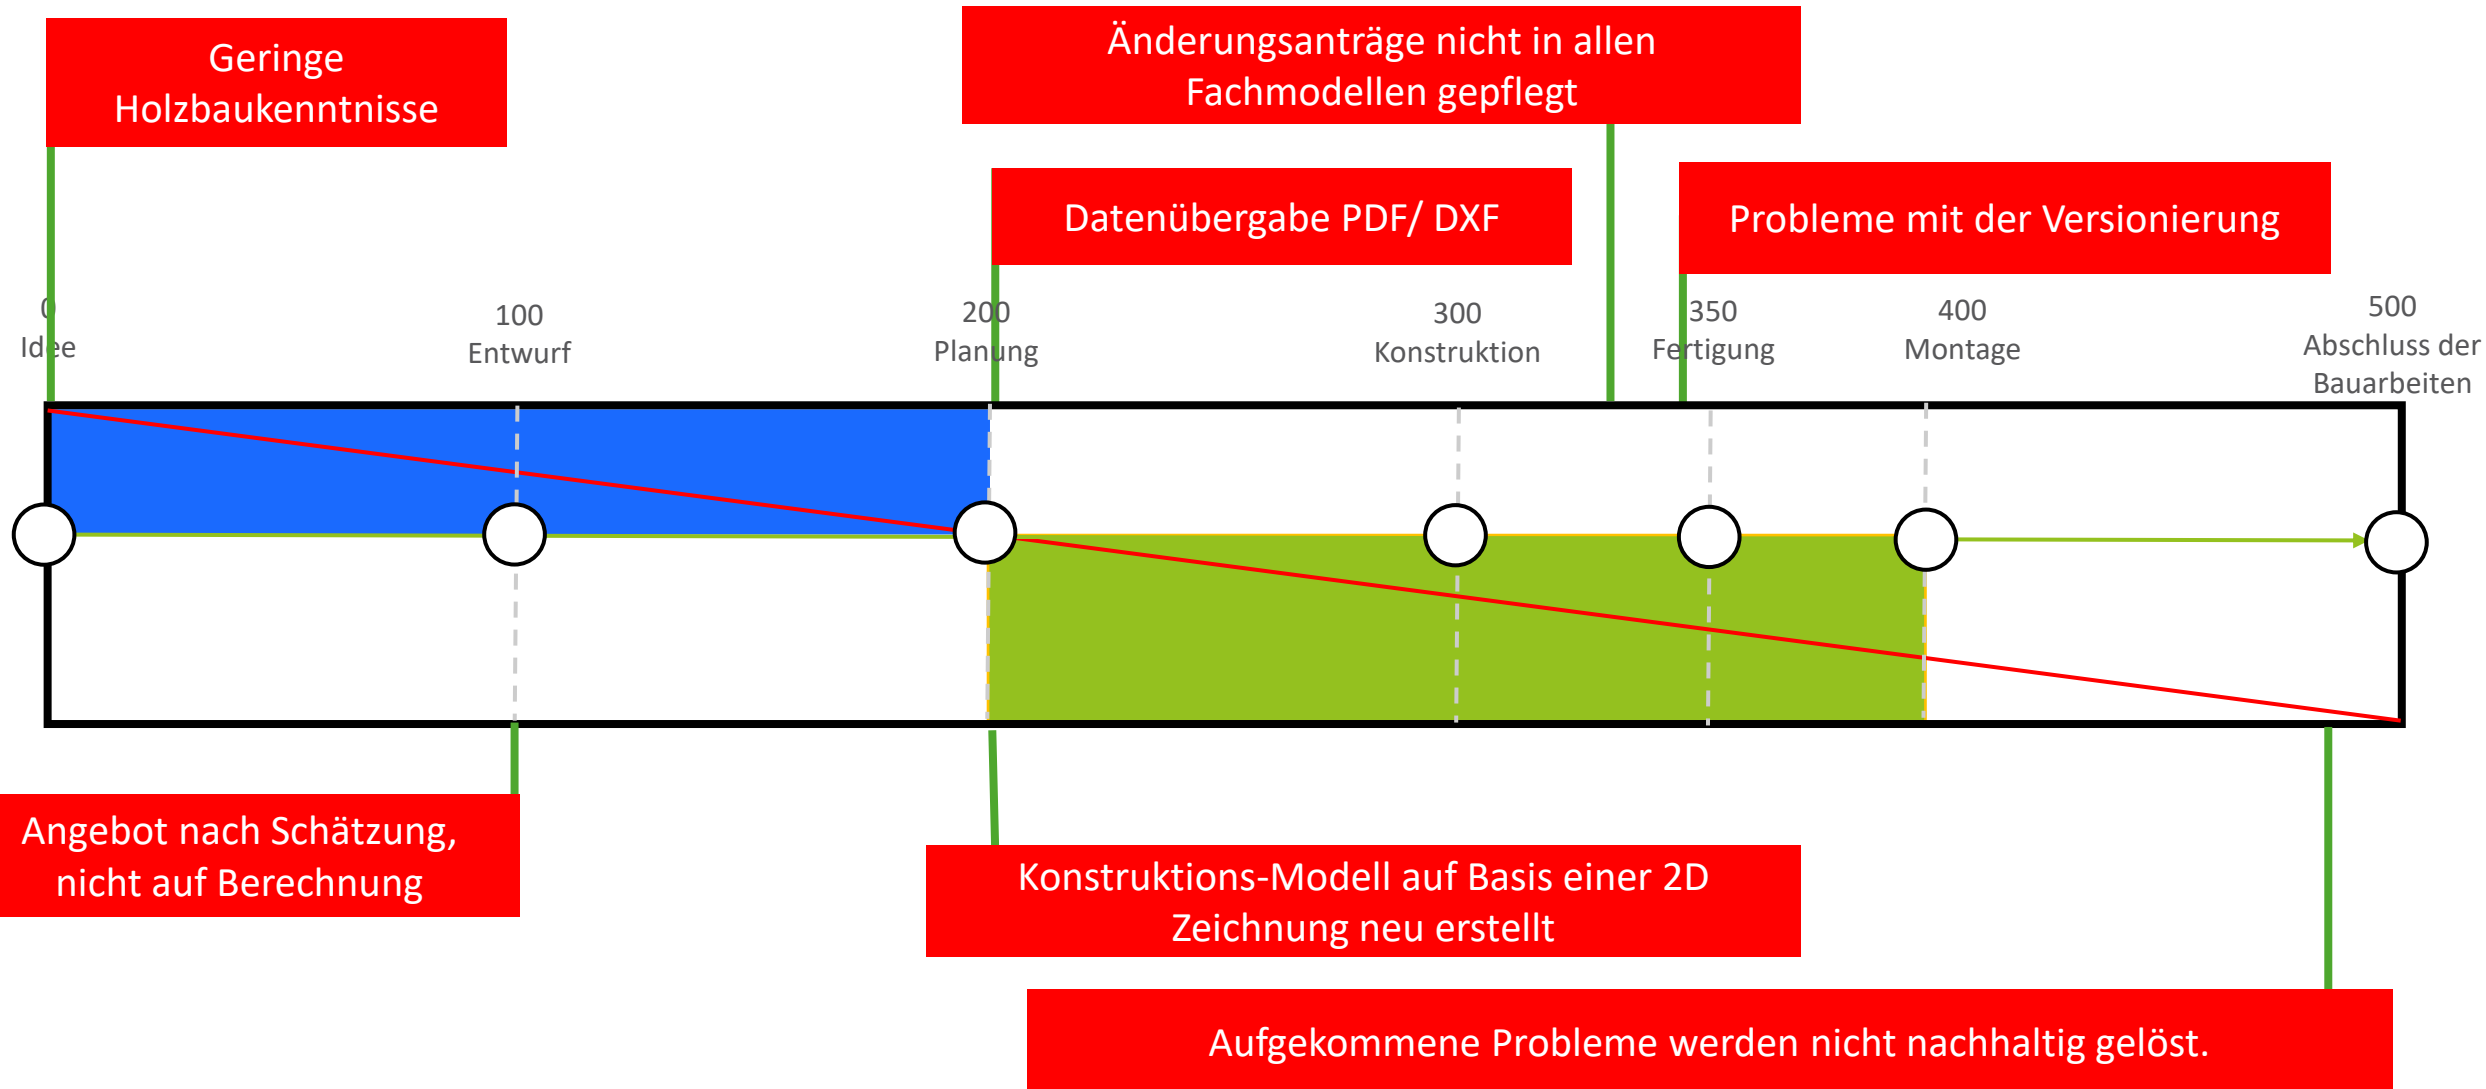 Geringe
Holzbaukenntnisse
Änderungsanträge nicht in allen
Fachmodellen gepflegt
Datenübergabe PDF/ DXF
Probleme mit der Versionierung
0
Idee
100
Entwurf
200
Planung
300
Konstruktion
350
Fertigung
400
Montage
500
Abschluss der
Bauarbeiten
Angebot nach Schätzung,
nicht auf Berechnung
Konstruktions-Modell auf Basis einer 2D
Zeichnung neu erstellt
Aufgekommene Probleme werden nicht nachhaltig gelöst.